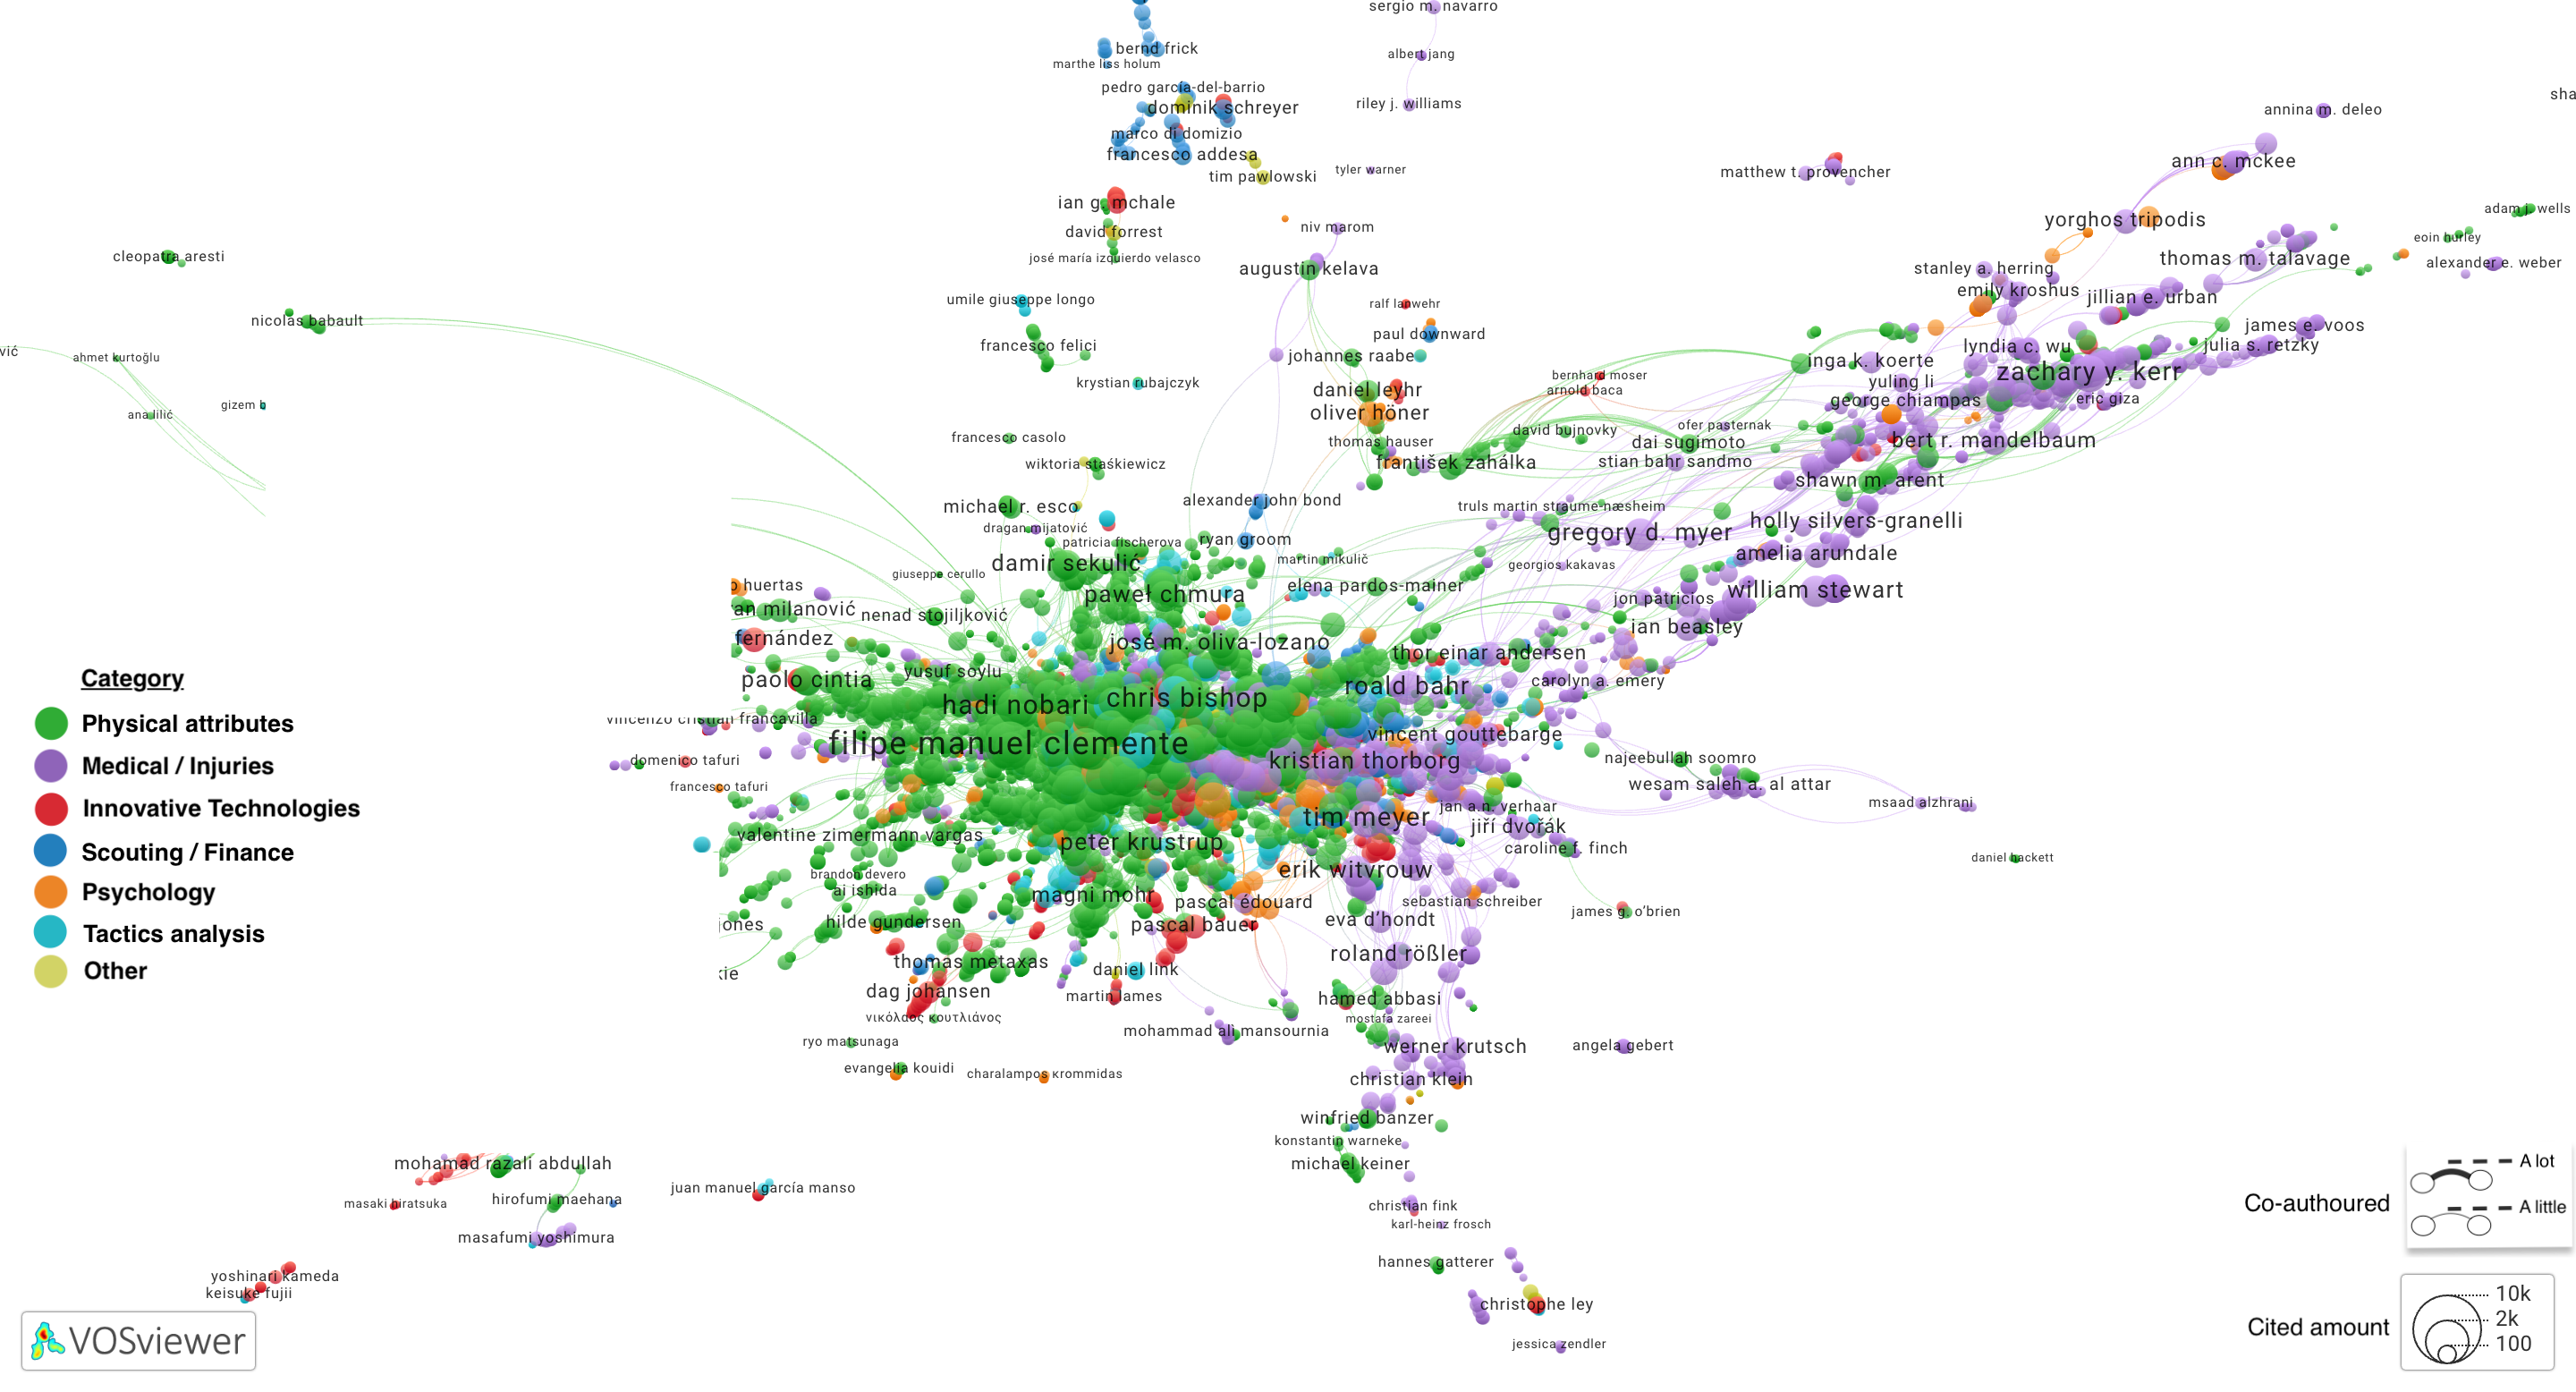 sergio m. navarro
bernd frick
albert jang
marthe liss holum
pedro garcía-del-barrio
sha
dominik schreyer
riley j. williams
annina m. deleo
marco di domizio
francesco addesa
ann c. mckee
tim pawlowski
tyler warner
matthew t. provencher
ian g. mchale
adam j. wells
yorghos tripodis
david forrest
niv marom
eoin hurley
cleopatra aresti
josé maría izquierdo velasco
thomas m. talavage
alexander e. weber
augustin kelava
stanley a. herring
emily kroshus
jillian e. urban
umile giuseppe longo
ralf lanwehr
nicolas babault
paul downward
james e. voos
francesco felici
lyndia c. wu
julia s. retzky
vić
ahmet kurtoğlu
johannes raabe
inga k. koerte
zachary y. kerr
krystian rubajczyk
bernhard moser
yuling li
daniel leyhr
arnold baca
george chiampas
eric giza
gizem b
ana lilić
oliver höner
david bujnovky
ofer pasternak
francesco casolo
thomas hauser
dai sugimoto
bert r. mandelbaum
wiktoria staśkiewicz
františek zahálka
stian bahr sandmo
shawn m. arent
michael r. esco
alexander john bond
truls martin straume-næsheim
dragan mijatović
gregory d. myer
holly silvers-granelli
patricia fischerova
ryan groom
amelia arundale
damir sekulić
martin mikulič
georgios kakavas
giuseppe cerullo
huertas
paweł chmura
elena pardos-mainer
william stewart
an milanović
nenad stojiljković
jon patricios
fernández
josé m. oliva-lozano
ian beasley
thor einar andersen
yusuf soylu
paolo cintia
roald bahr
carolyn a. emery
Category
hadi nobari
chris bishop
Physical attributes
vincenzo cristian francavilla
filipe manuel clemente
vincent gouttebarge
domenico tafuri
kristian thorborg
najeebullah soomro
Medical / Injuries
francesco tafuri
wesam saleh a. al attar
Innovative Technologies
jan a.n. verhaar
msaad alzhrani
tim meyer
jiří dvořák
valentine zimermann vargas
peter krustrup
caroline f. finch
Scouting / Finance
daniel hackett
brandon devero
erik witvrouw
ai ishida
Psychology
magni mohr
pascal édouard
sebastian schreiber
jones
hilde gundersen
pascal bauer
eva d’hondt
james g. o’brien
Tactics analysis
roland rößler
kie
thomas metaxas
daniel link
Other
dag johansen
martin lames
hamed abbasi
νικόλαος κουτλιάνος
mostafa zareei
mohammad ali mansournia
ryo matsunaga
werner krutsch
angela gebert
evangelia kouidi
charalampos κrommidas
christian klein
winfried banzer
konstantin warneke
mohamad razali abdullah
michael keiner
A lot
juan manuel garcía manso
masaki hiratsuka
hirofumi maehana
christian fink
Co-authoured
A little
karl-heinz frosch
masafumi yoshimura
hannes gatterer
yoshinari kameda
keisuke fujii
christophe ley
10k
Cited amount
2k
VOSviewer
jessica zendler
100